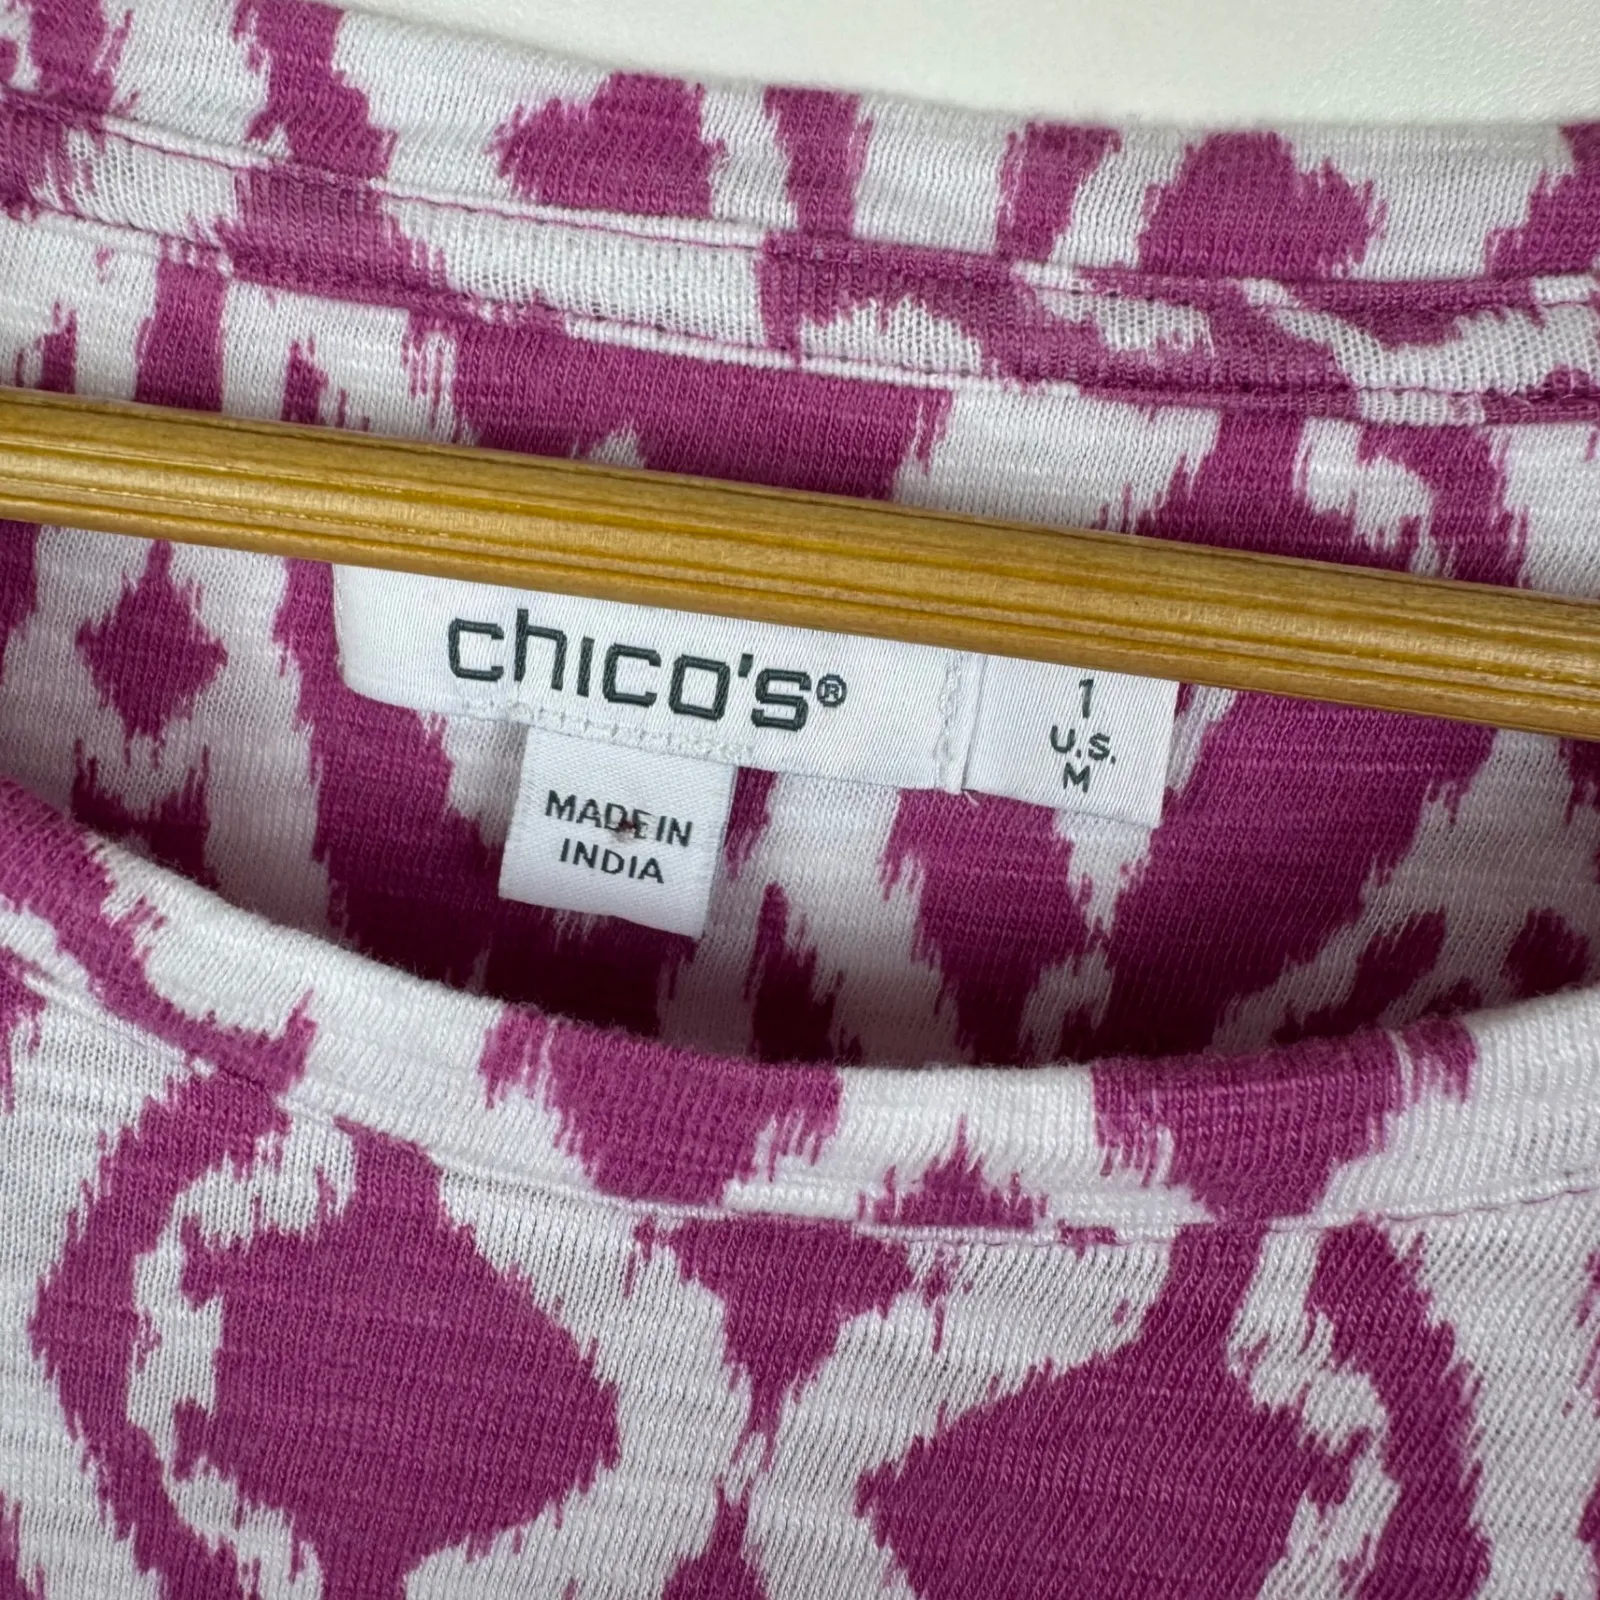 chico's®
1
U.S.
M
MADE IN
INDIA